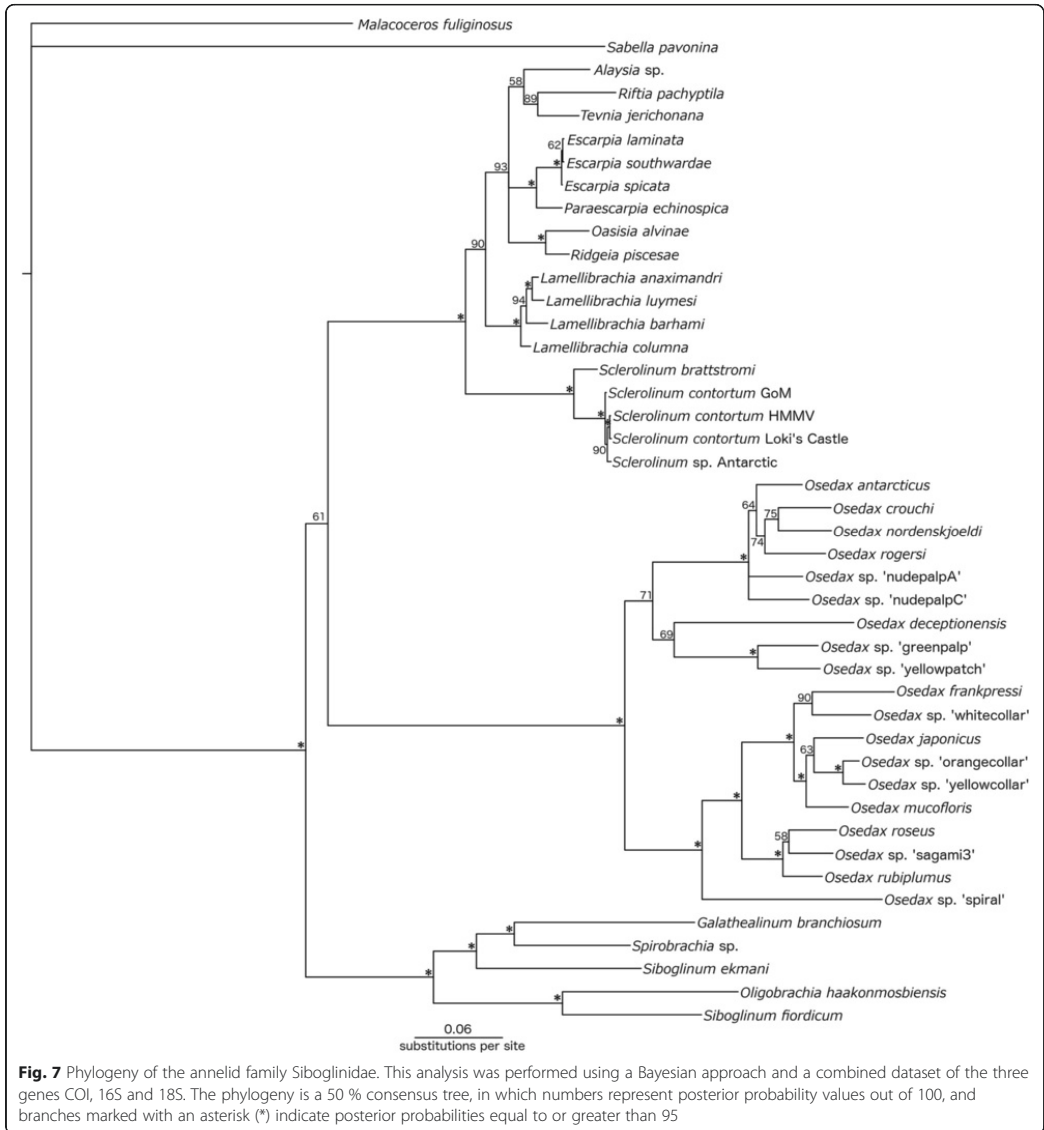 Malacoceros fuliginosus
Sabella pavonina
Alaysia sp.
58
Riftia pachyptila
89
Tevnia jerichonana
Escarpia laminata
62
Escarpia southwardae
93
*
Escarpia spicata
*
Paraescarpia echinospica
Oasisia alvinae
*
90
Ridgeia piscesae
Lamellibrachia anaximandri
*
Lamellibrachia luymesi
94
*
Lamellibrachia barhami
*
Lamellibrachia columna
Sclerolinum brattstromi
*
Sclerolinum contortum GoM
*
Sclerolinum contortum HMMV
*
Sclerolinum contortum Loki's Castle
90
Sclerolinum sp. Antarctic
Osedax antarcticus
64
Osedax crouchi
75
61
Osedax nordenskjoeldi
74
Osedax rogersi
*
Osedax sp. 'nudepalpA'
Osedax sp. 'nudepalpC'
71
Osedax deceptionensis
69
Osedax sp. 'greenpalp'
*
Osedax sp. 'yellowpatch'
Osedax frankpressi
90
Osedax sp. 'whitecollar'
*
*
Osedax japonicus
63
*
Osedax sp. 'orangecollar'
*
Osedax sp. 'yellowcollar'
*
*
Osedax mucofloris
Osedax roseus
58
Osedax sp. 'sagami3'
*
Osedax rubiplumus
Osedax sp. 'spiral'
Galathealinum branchiosum
*
Spirobrachia sp.
*
Siboglinum ekmani
*
Oligobrachia haakonmosbiensis
*
Siboglinum fiordicum
0.06
substitutions per site
Fig. 7 Phylogeny of the annelid family Siboglinidae. This analysis was performed using a Bayesian approach and a combined dataset of the three
genes COI, 16S and 18S. The phylogeny is a 50 % consensus tree, in which numbers represent posterior probability values out of 100, and
branches marked with an asterisk (*) indicate posterior probabilities equal to or greater than 95